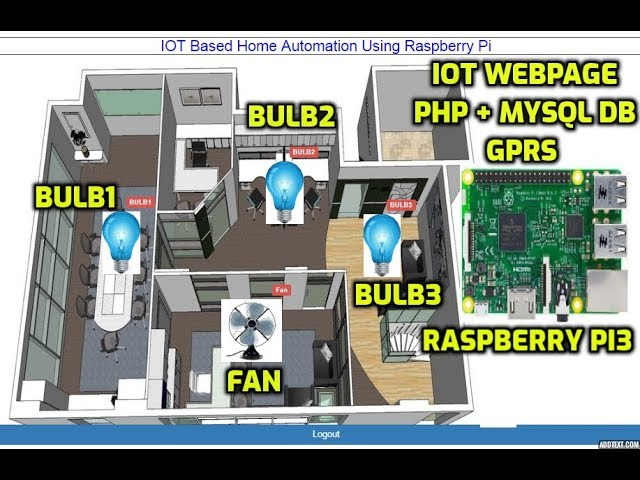 IOT Based Home Automation Using Raspberry Pi
IOT WEBPAGE
PHP + MYSQL DB
GPRS
BULB2
BULB2
BULB1
BULB1
BULB3
BULB3
HDMI
Fan
FAN
RASPBERRY PI3
Logout
ADDTEXT.COM